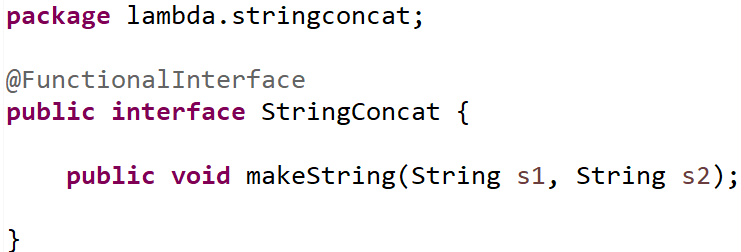 package lambda.stringconcat;
@FunctionalInterface
public interface StringConcat {
public void makeString(String s1, String s2);
}